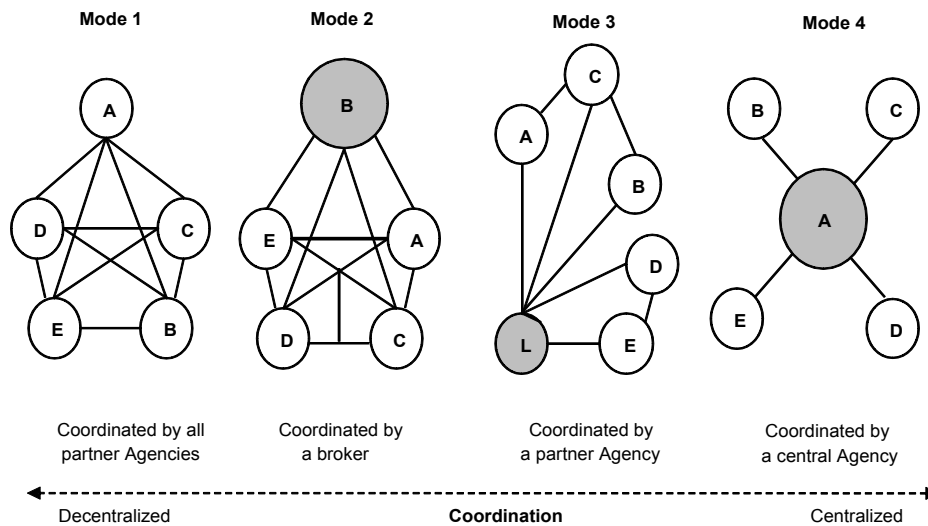 Mode 1
Mode 2
Mode 3
Mode 4
A
D
C
E
B
B
E
A
D
C
C
A
B
D
L
E
B
C
A
E
D
Coordinated by all
partner Agencies
Coordinated by
a broker
Coordinated by
a partner Agency
Coordinated by
a central Agency
Decentralized
Coordination
Centralized